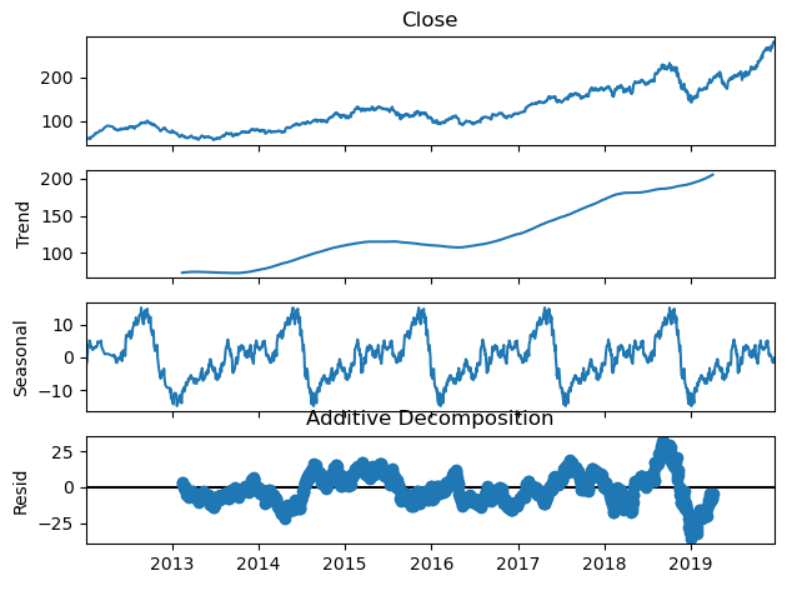 Close
200
100
Trend
200
150
100
Seasonal
10
0
−10
Additive Decomposition
Resid
25
0
−25
2013 2014 2015 2016 2017 2018 2019